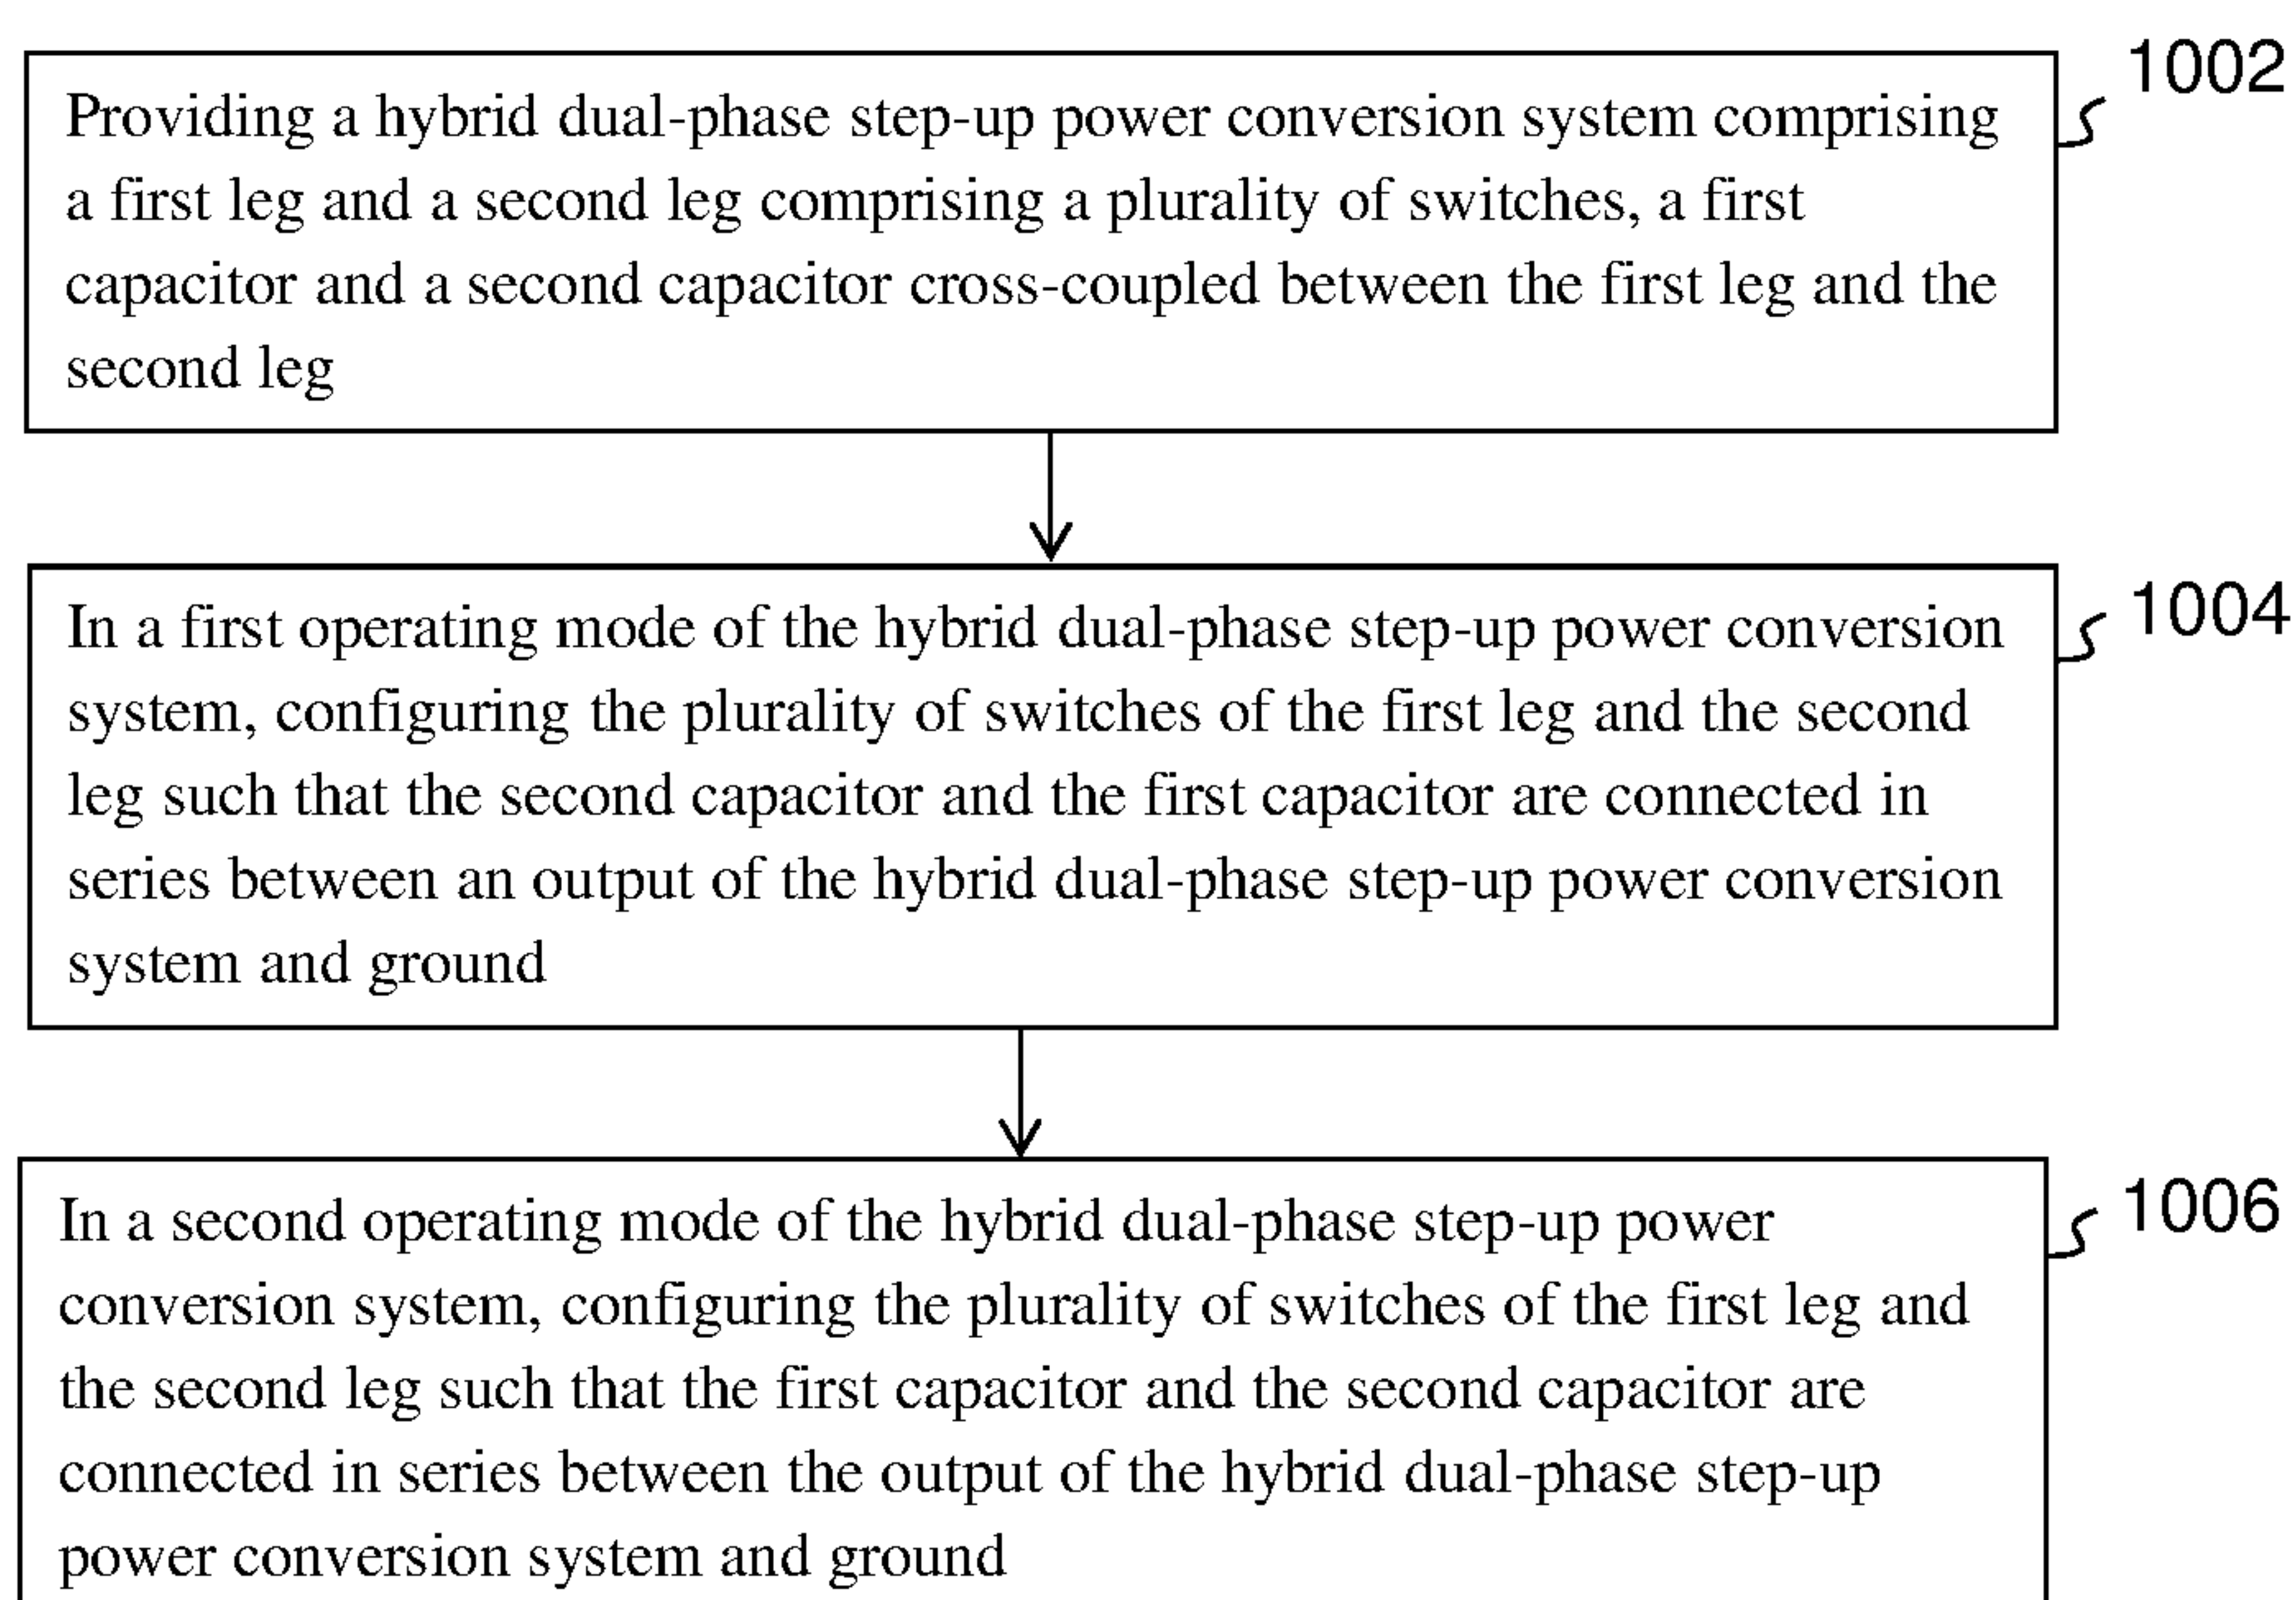 1002
Providing a hybrid dual-phase step-up power conversion system comprising
a first leg and a second leg comprising a plurality of switches, a first
capacitor and a second capacitor cross-coupled between the first leg and the
second leg
1004
In a first operating mode of the hybrid dual-phase step-up power conversion
system, configuring the plurality of switches of the first leg and the second
leg such that the second capacitor and the first capacitor are connected in
series between an output of the hybrid dual-phase step-up power conversion
system and ground
1006
In a second operating mode of the hybrid dual-phase step-up power
conversion system, configuring the plurality of switches of the first leg and
the second leg such that the first capacitor and the second capacitor are
connected in series between the output of the hybrid dual-phase step-up
power conversion system and ground